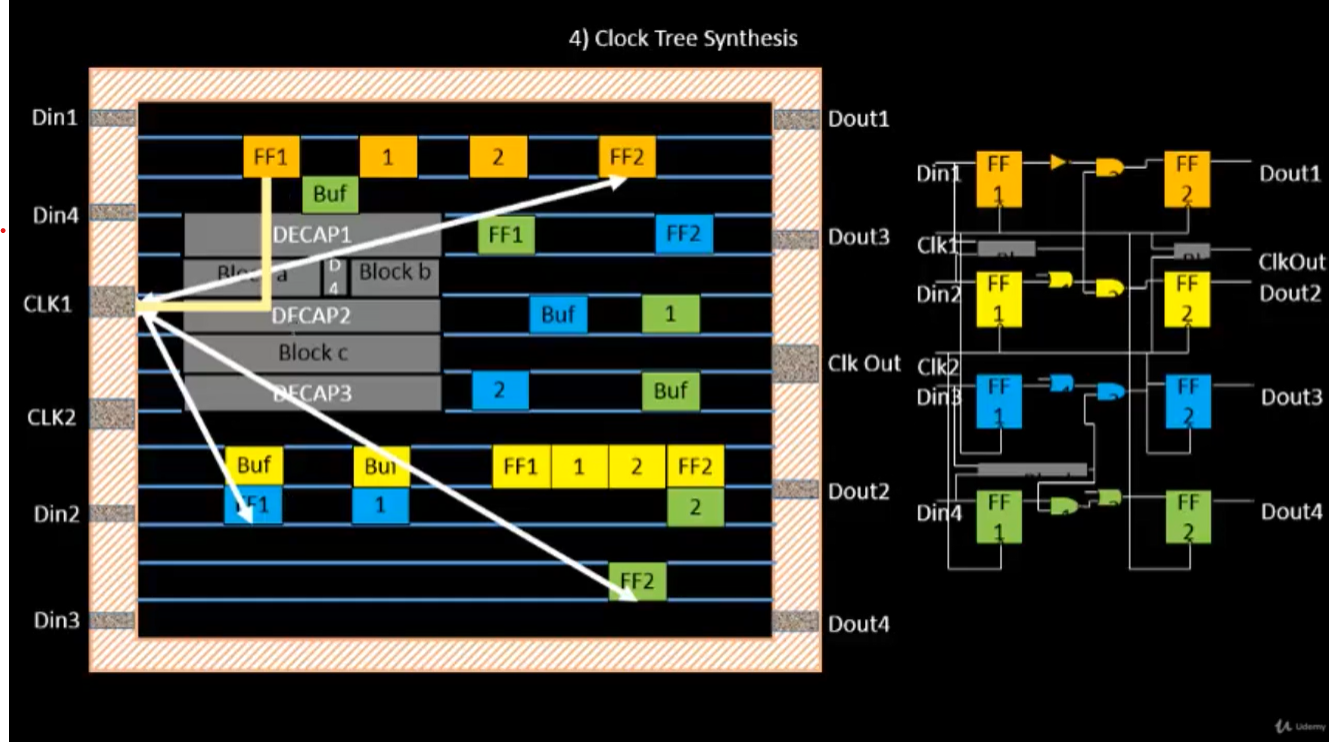 4) Clock Tree Synthesis
Din1
Dout1
FF1 1 2 FF2
Buf
Din4
DECAP1 FF1 FF2
Dout3
Block a D4 Block b
CLK1
DECAP2 Buf 1
Block c
Clk Out
DECAP3 2 Buf
CLK2
Buf Buf FF1 1 2 FF2
Dout2
FF1 1 2
Din2
FF2
Din3
Dout4
Din1 FF 1 FF 2 Dout1
Clk1
ClkOut
Din2 FF 1 FF 2 Dout2
Clk2
Din3 FF 1 FF 2 Dout3
Din4 FF 1 FF 2 Dout4
Udemy